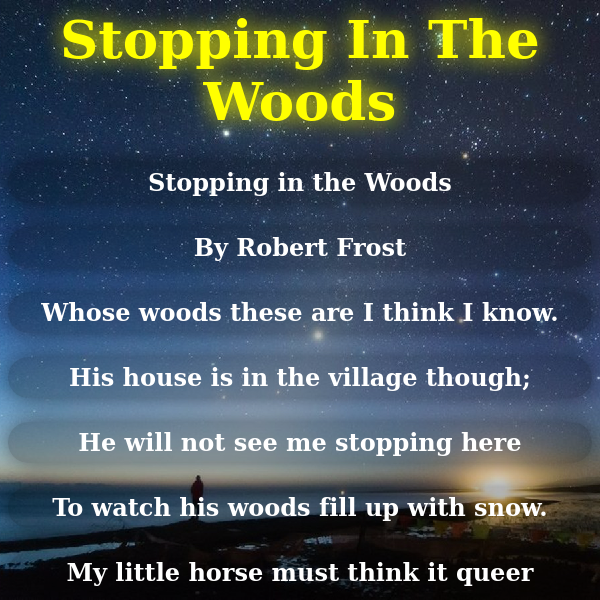 Stopping In The
Woods
Stopping in the Woods
By Robert Frost
Whose woods these are I think I know.
His house is in the village though;
He will not see me stopping here
To watch his woods fill up with snow.
My little horse must think it queer